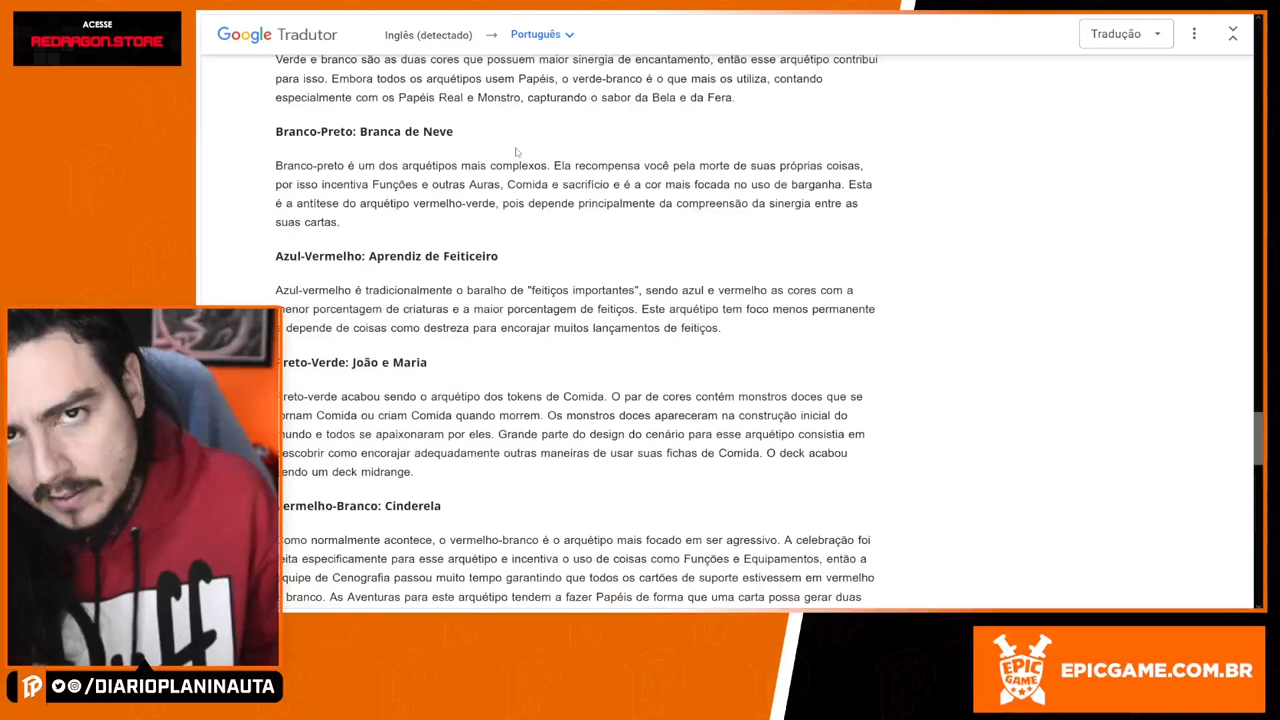 ACESSE
REDRAGON.STORE
Google Tradutor
Inglês (detectado) → Português
Tradução
Verde e branco são as duas cores que possuem maior sinergia de encantamento, então esse arquétipo contribui
para isso. Embora todos os arquétipos usem Papéis, o verde-branco é o que mais os utiliza, contando
especialmente com os Papéis Real e Monstro, capturando o sabor da Bela e da Fera.
Branco-Preto: Branca de Neve
Branco-preto é um dos arquétipos mais complexos. Ela recompensa você pela morte de suas próprias coisas,
por isso incentiva Funções e outras Auras, Comida e sacrifício e é a cor mais focada no uso de barganha. Esta
é a antítese do arquétipo vermelho-verde, pois depende principalmente da compreensão da sinergia entre as
suas cartas.
Azul-Vermelho: Aprendiz de Feiticeiro
Azul-vermelho é tradicionalmente o baralho de "feitiços importantes", sendo azul e vermelho as cores com a
menor porcentagem de criaturas e a maior porcentagem de feitiços. Este arquétipo tem foco menos permanente
depende de coisas como destreza para encorajar muitos lançamentos de feitiços.
reto-Verde: João e Maria
reto-verde acabou sendo o arquétipo dos tokens de Comida. O par de cores contém monstros doces que se
ornam Comida ou criam Comida quando morrem. Os monstros doces apareceram na construção inicial do
mundo e todos se apaixonaram por eles. Grande parte do design do cenário para esse arquétipo consistia em
escobrir como encorajar adequadamente outras maneiras de usar suas fichas de Comida. O deck acabou
endo um deck midrange.
ermelho-Branco: Cinderela
omo normalmente acontece, o vermelho-branco é o arquétipo mais focado em ser agressivo. A celebração foi
eita especificamente para esse arquétipo e incentiva o uso de coisas como Funções e Equipamentos, então a
quipe de Cenografia passou muito tempo garantindo que todos os cartões de suporte estivessem em vermelho
branco. As Aventuras para este arquétipo tendem a fazer Papéis de forma que uma carta possa gerar duas
/DIARIOPLANINAUTA
EPIC
GAME
EPICGAME.COM.BR